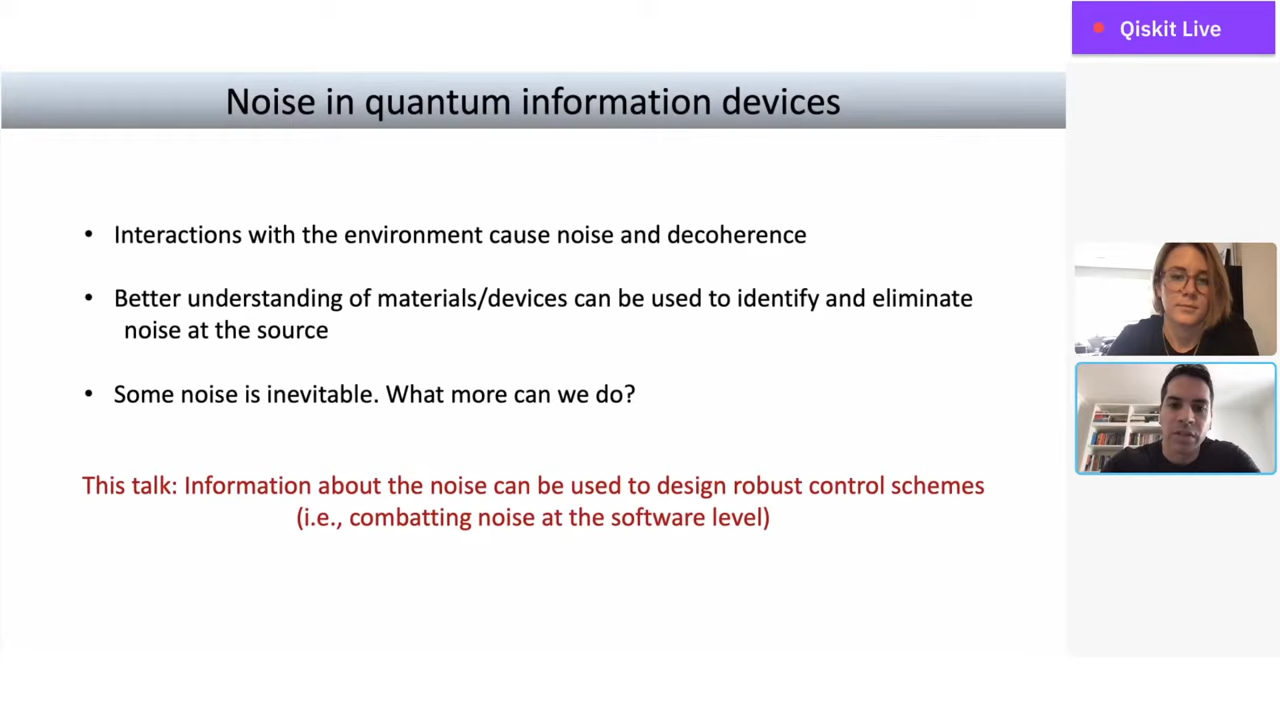 Qiskit Live
Noise in quantum information devices
• Interactions with the environment cause noise and decoherence
• Better understanding of materials/devices can be used to identify and eliminate
noise at the source
• Some noise is inevitable. What more can we do?
This talk: Information about the noise can be used to design robust control schemes
(i.e., combatting noise at the software level)